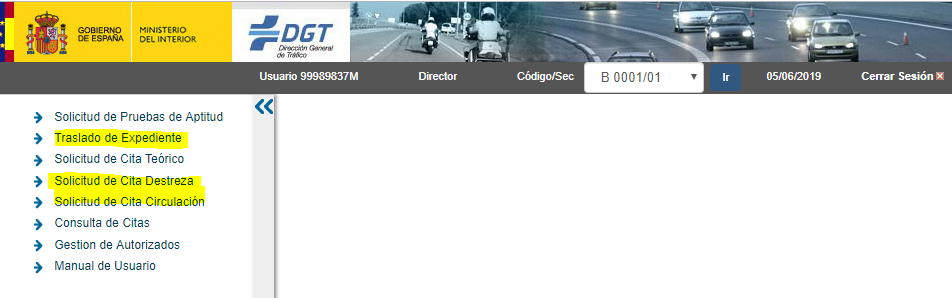 GOBIERNO
DE ESPAÑA
MINISTERIO
DEL INTERIOR
DGT
Dirección General
de Tráfico
Usuario 99989837M Director Código/Sec B 0001/01 Ir 05/06/2019 Cerrar Sesión
Solicitud de Pruebas de Aptitud
Traslado de Expediente
Solicitud de Cita Teórico
Solicitud de Cita Destreza
Solicitud de Cita Circulación
Consulta de Citas
Gestion de Autorizados
Manual de Usuario